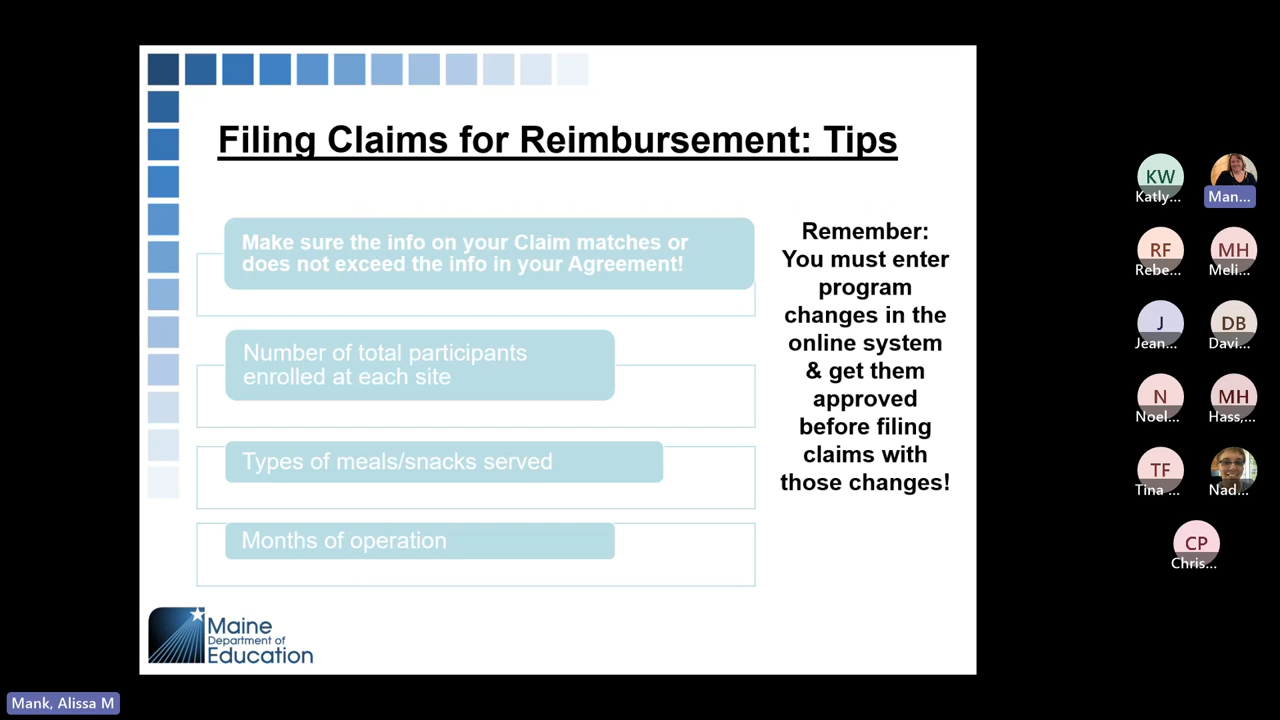 Filing Claims for Reimbursement: Tips
Make sure the info on your Claim matches or
does not exceed the info in your Agreement!
Number of total participants
enrolled at each site
Types of meals/snacks served
Months of operation
Remember:
You must enter
program
changes in the
online system
& get them
approved
before filing
claims with
those changes!
Maine
Department of
Education
KW
Katly...
Man...
RF
Rebe...
MH
Meli...
J
Jean...
DB
Davi...
N
Noel...
MH
Hass,...
TF
Tina ...
Nad...
CP
Chris...
Mank, Alissa M